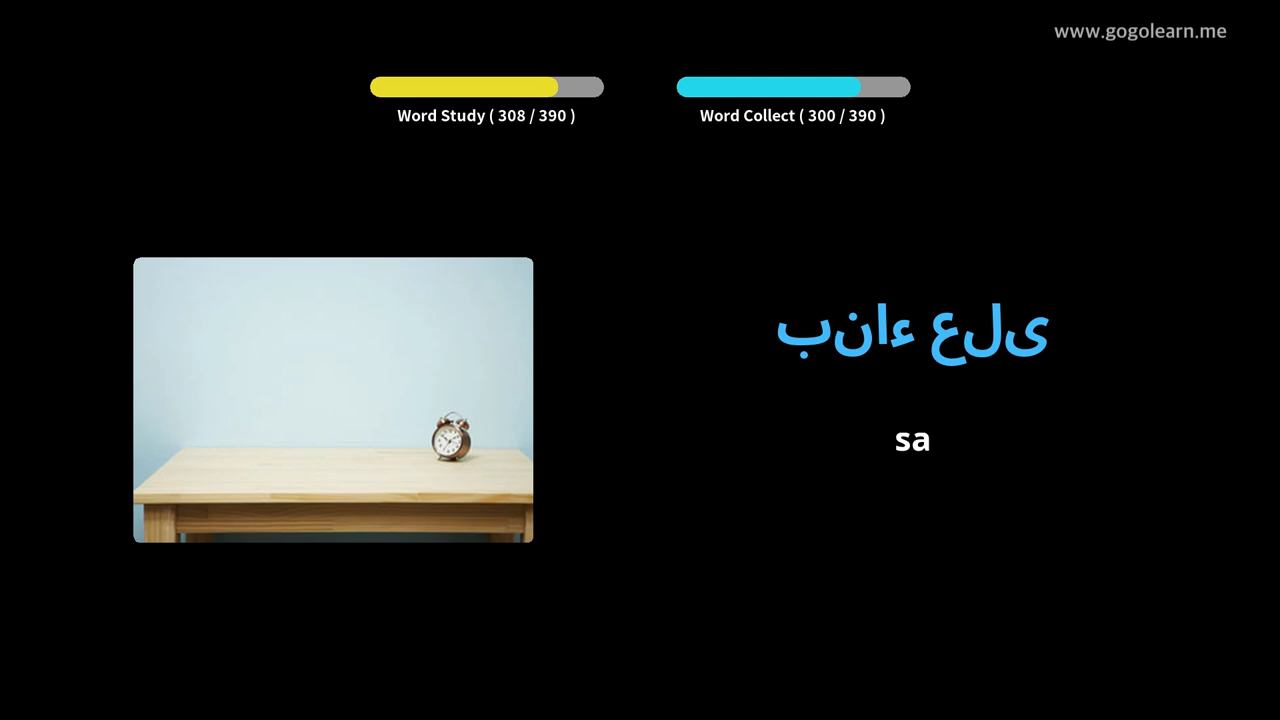 www.gogolearn.me
Word Study ( 308 / 390 )
Word Collect ( 300 / 390 )
بناء على
sa